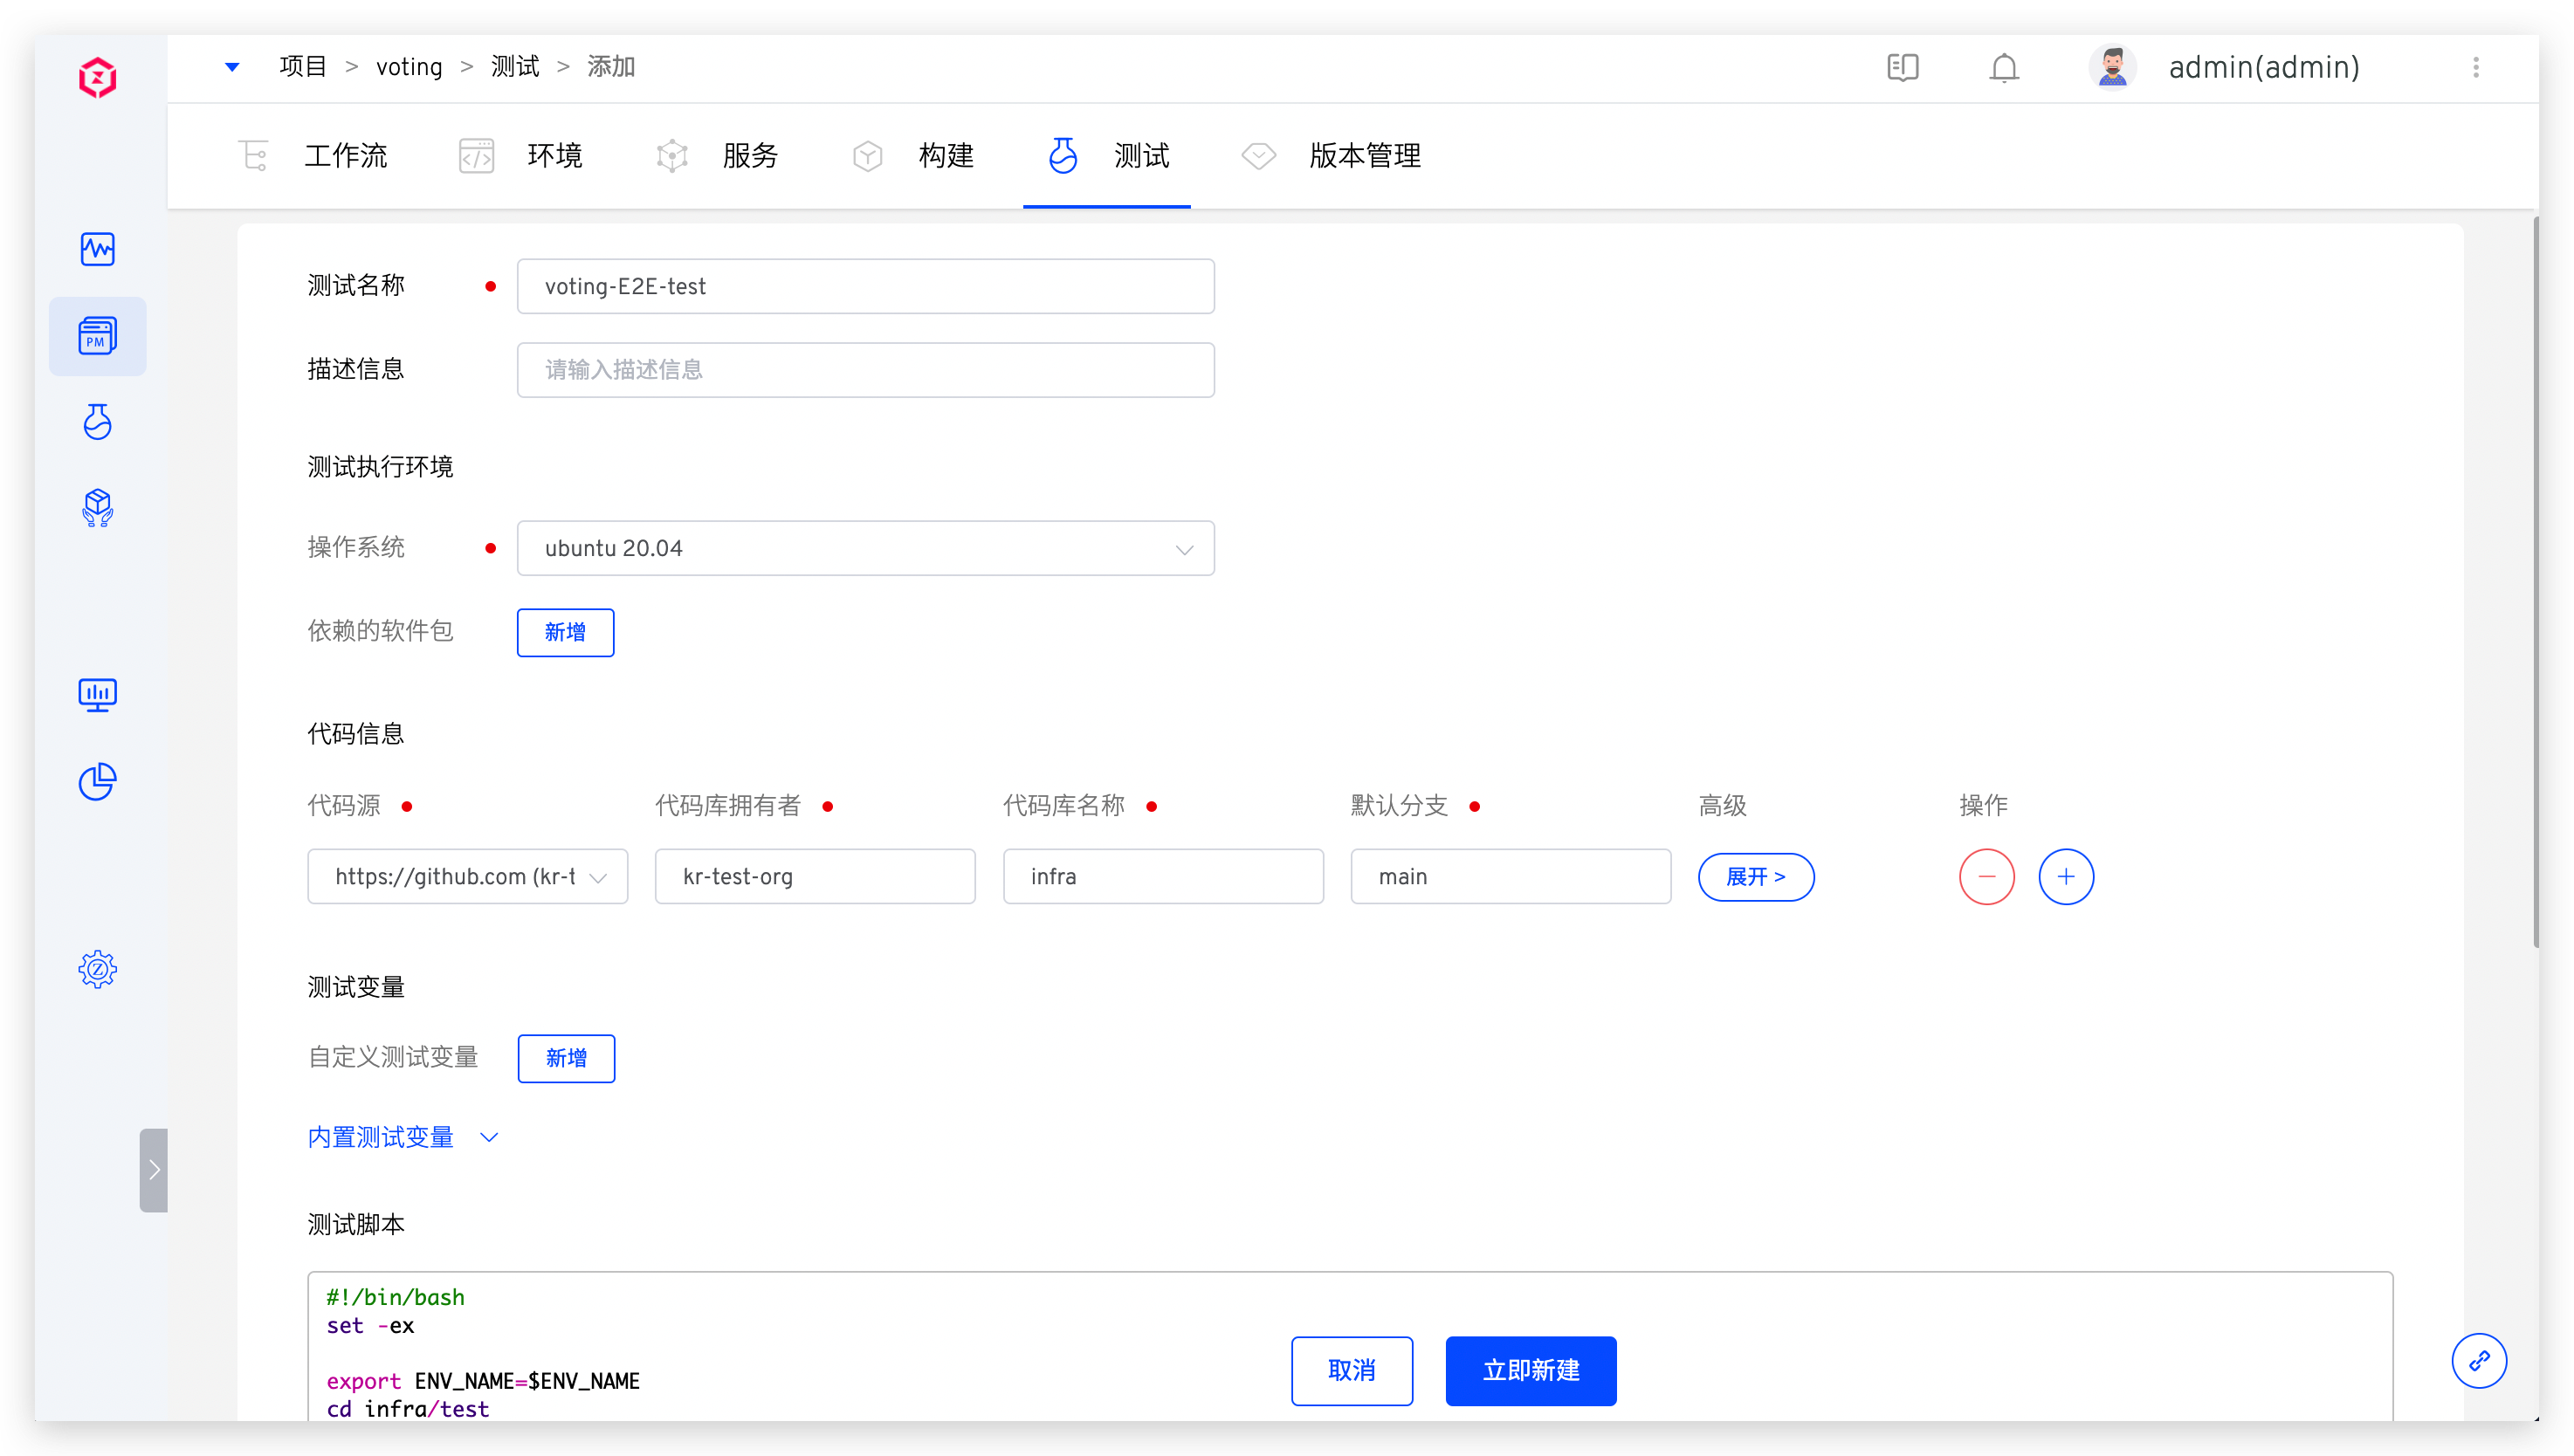 项目 > voting > 测试 > 添加
admin(admin)
工作流 环境 服务 构建 测试 版本管理
PM
测试名称 voting-E2E-test
描述信息 请输入描述信息
测试执行环境
操作系统 ubuntu 20.04
依赖的软件包 新增
代码信息
代码源 代码库拥有者 代码库名称 默认分支 高级 操作
https://github.com (kr-t kr-test-org infra main 展开 >
测试变量
自定义测试变量 新增
内置测试变量
测试脚本
#!/bin/bash
set -ex
export ENV_NAME=$ENV_NAME
cd infra/test
取消 立即新建